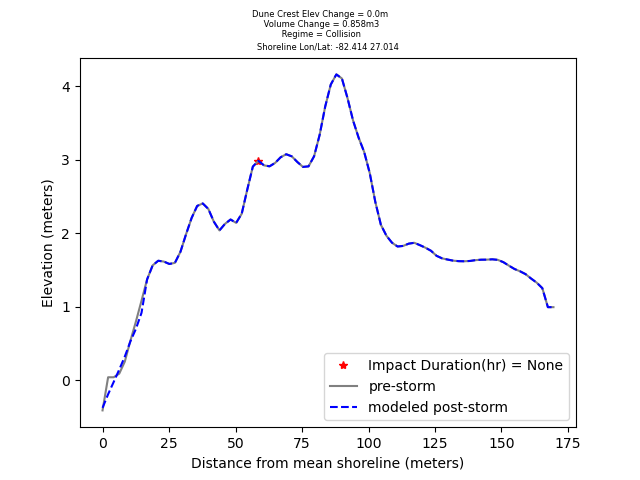 Dune Crest Elev Change = 0.0m
Volume Change = 0.858m3
Regime = Collision
Shoreline Lon/Lat: -82.414 27.014
4
3
2
1
0
Elevation (meters)
Impact Duration(hr) = None
pre-storm
modeled post-storm
0 25 50 75 100 125 150 175
Distance from mean shoreline (meters)